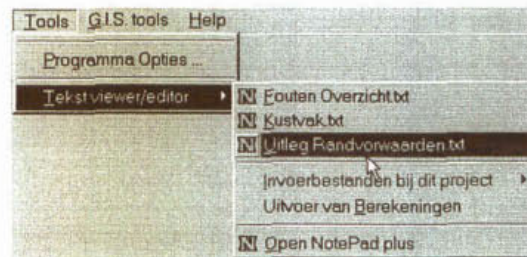 Tools G.I.S. tools Help
Programma Opties ...
Tekst viewer/editor
Fouten Overzicht.txt
Kustvak.txt
Uitleg Randvorwaarden.txt
Invoerbestanden bij dit project
Uitvoer van Berekeningen
Open NotePad plus